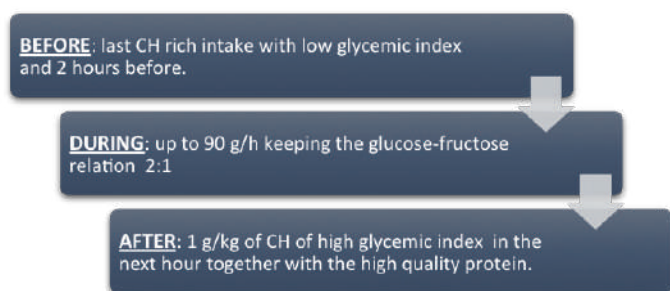 BEFORE: last CH rich intake with low glycemic index
and 2 hours before.
DURING: up to 90 g/h keeping the glucose-fructose
relation 2:1
AFTER: 1 g/kg of CH of high glycemic index in the
next hour together with the high quality protein.